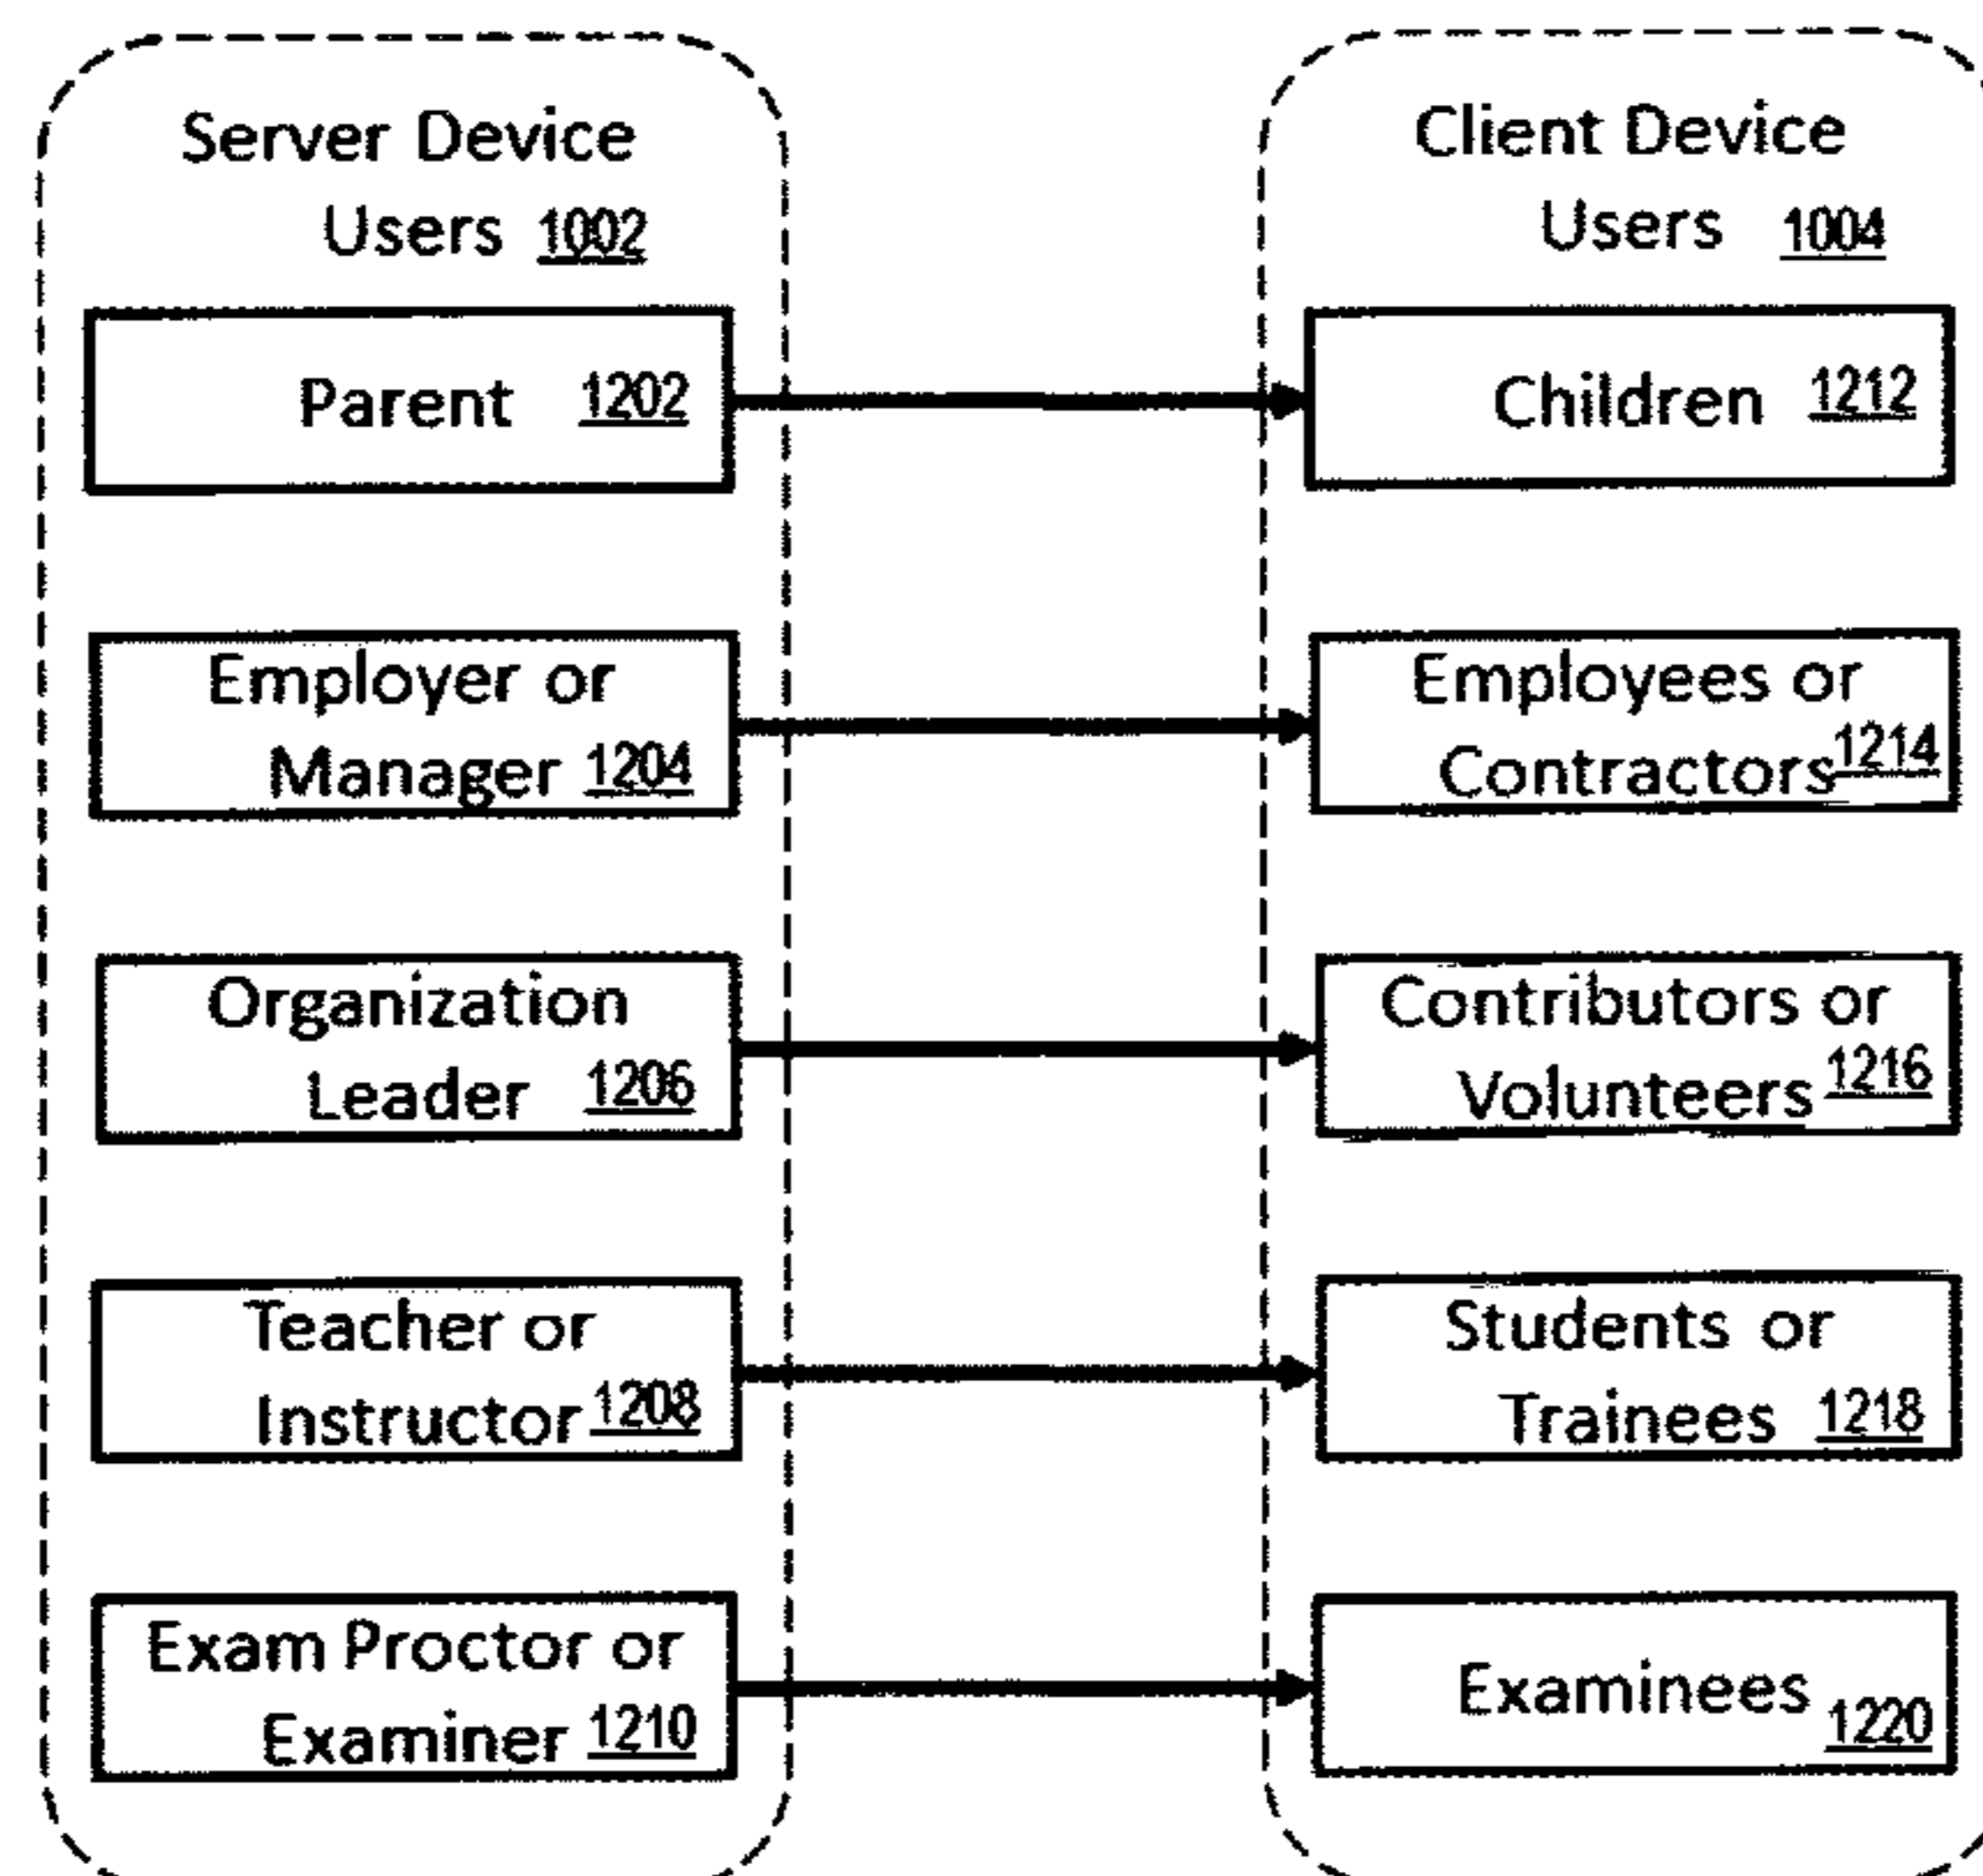 Server Device
Users 1002
Parent 1202
Employer or
Manager 1204
Organization
Leader 1206
Teacher or
Instructor 1208
Exam Proctor or
Examiner 1210
Client Device
Users 1004
Children 1212
Employees or
Contractors 1214
Contributors or
Volunteers 1216
Students or
Trainees 1218
Examinees 1220